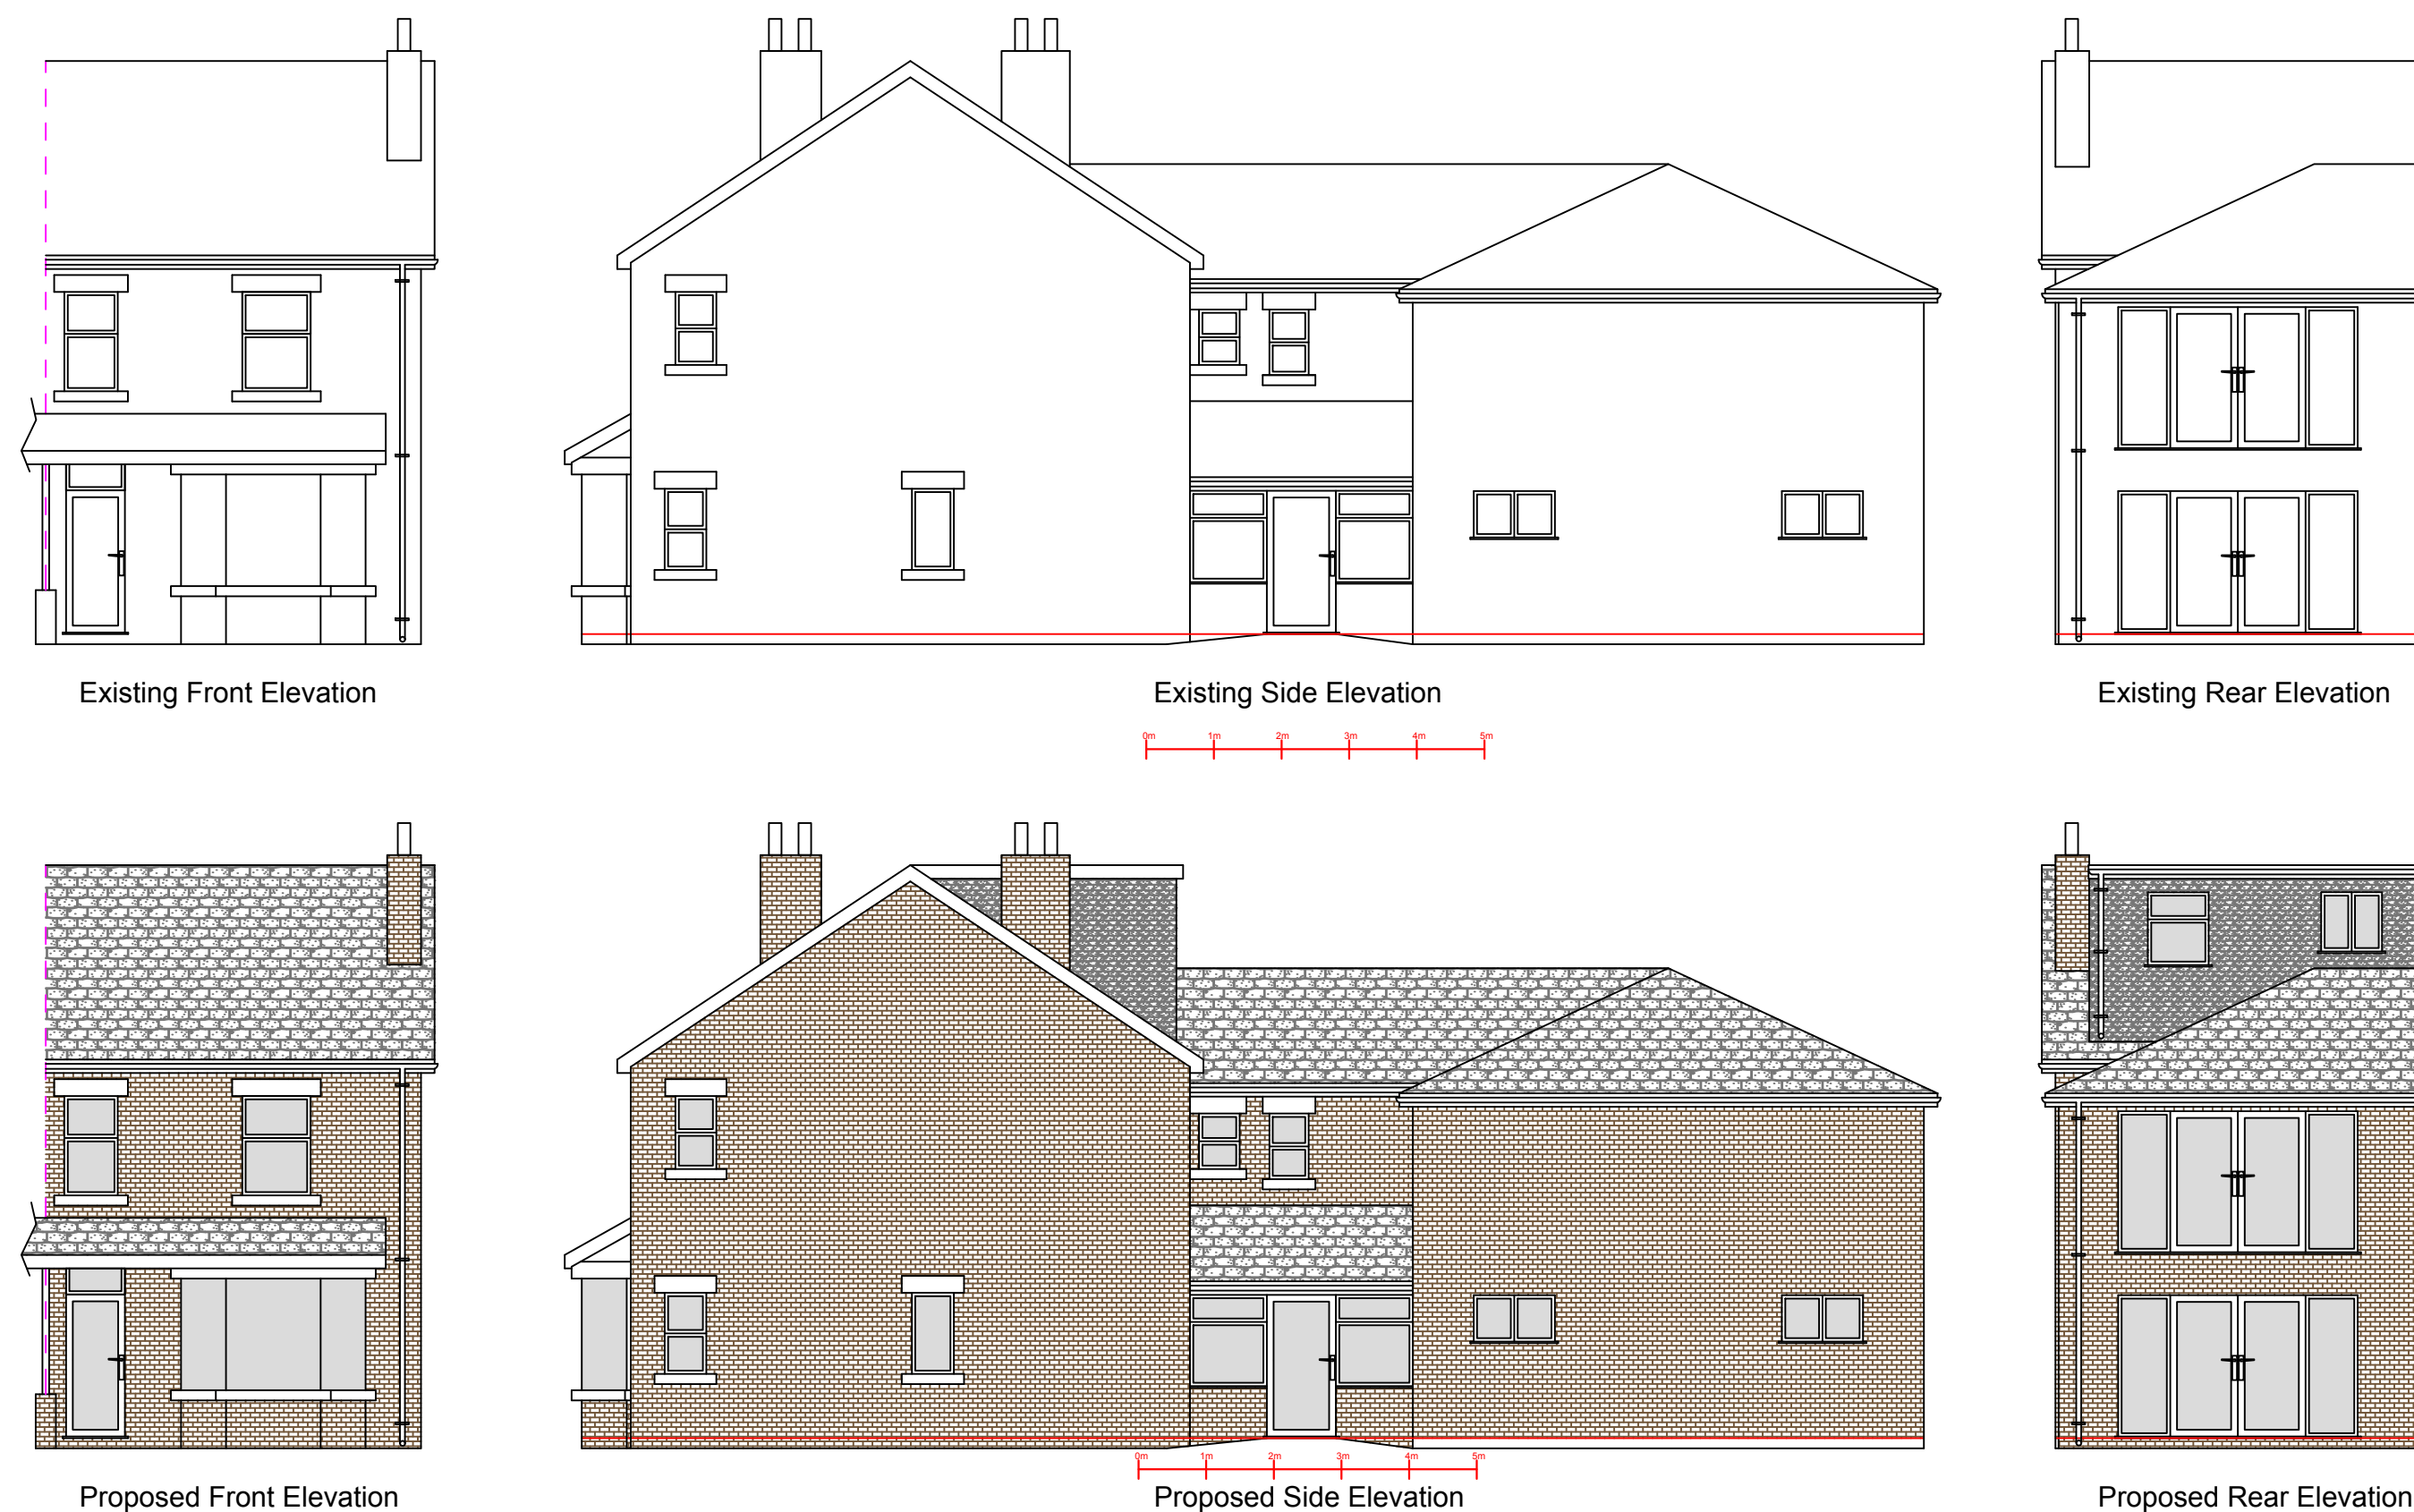 Existing Front Elevation
Existing Side Elevation
Existing Rear Elevation
0m 1m 2m 3m 4m 5m
0m 1m 2m 3m 4m 5m
Proposed Front Elevation
Proposed Side Elevation
Proposed Rear Elevation